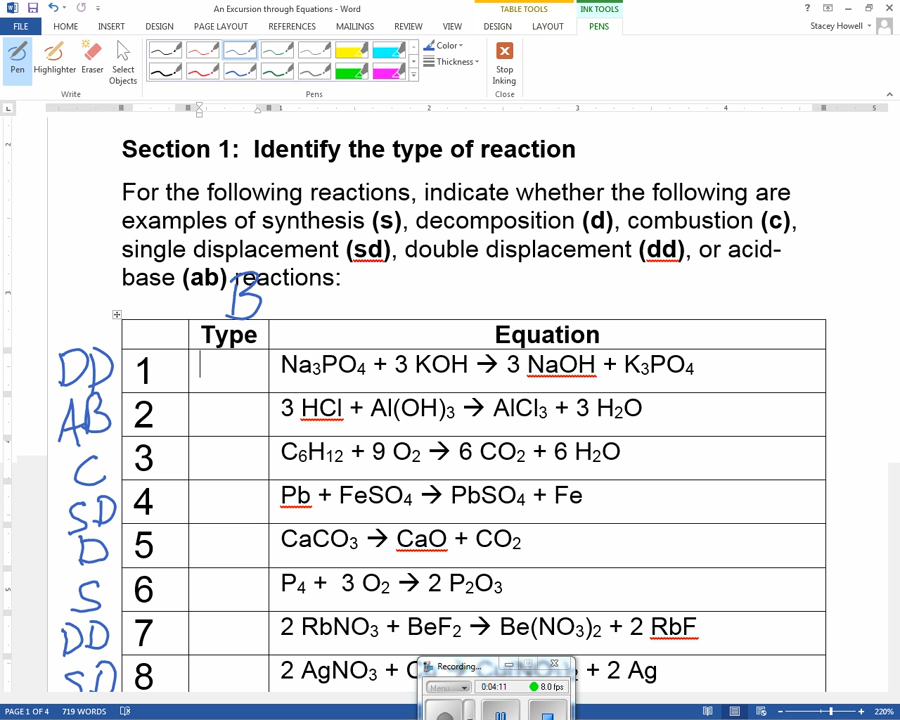 An Excursion through Equations - Word
TABLE TOOLS
INK TOOLS
FILE HOME INSERT DESIGN PAGE LAYOUT REFERENCES MAILINGS REVIEW VIEW DESIGN LAYOUT PENS
Stacey Howell
Pen
Highlighter
Eraser
Select Objects
Color
Thickness
Stop Inking
Write
Pens
Close
1 2 3 4 5
Section 1: Identify the type of reaction
For the following reactions, indicate whether the following are
examples of synthesis (s), decomposition (d), combustion (c),
single displacement (sd), double displacement (dd), or acid-
base (ab) reactions:
B
Type Equation
DD 1 Na₃PO₄ + 3 KOH → 3 NaOH + K₃PO₄
AB 2 3 HCl + Al(OH)₃ → AlCl₃ + 3 H₂O
C 3 C₆H₁₂ + 9 O₂ → 6 CO₂ + 6 H₂O
SD 4 Pb + FeSO₄ → PbSO₄ + Fe
D 5 CaCO₃ → CaO + CO₂
S 6 P₄ + 3 O₂ → 2 P₂O₃
DD 7 2 RbNO₃ + BeF₂ → Be(NO₃)₂ + 2 RbF
SD 8 2 AgNO₃ + + 2 Ag
Recording...
Menu
0:04:11
8.0 fps
PAGE 1 OF 4 719 WORDS
220%